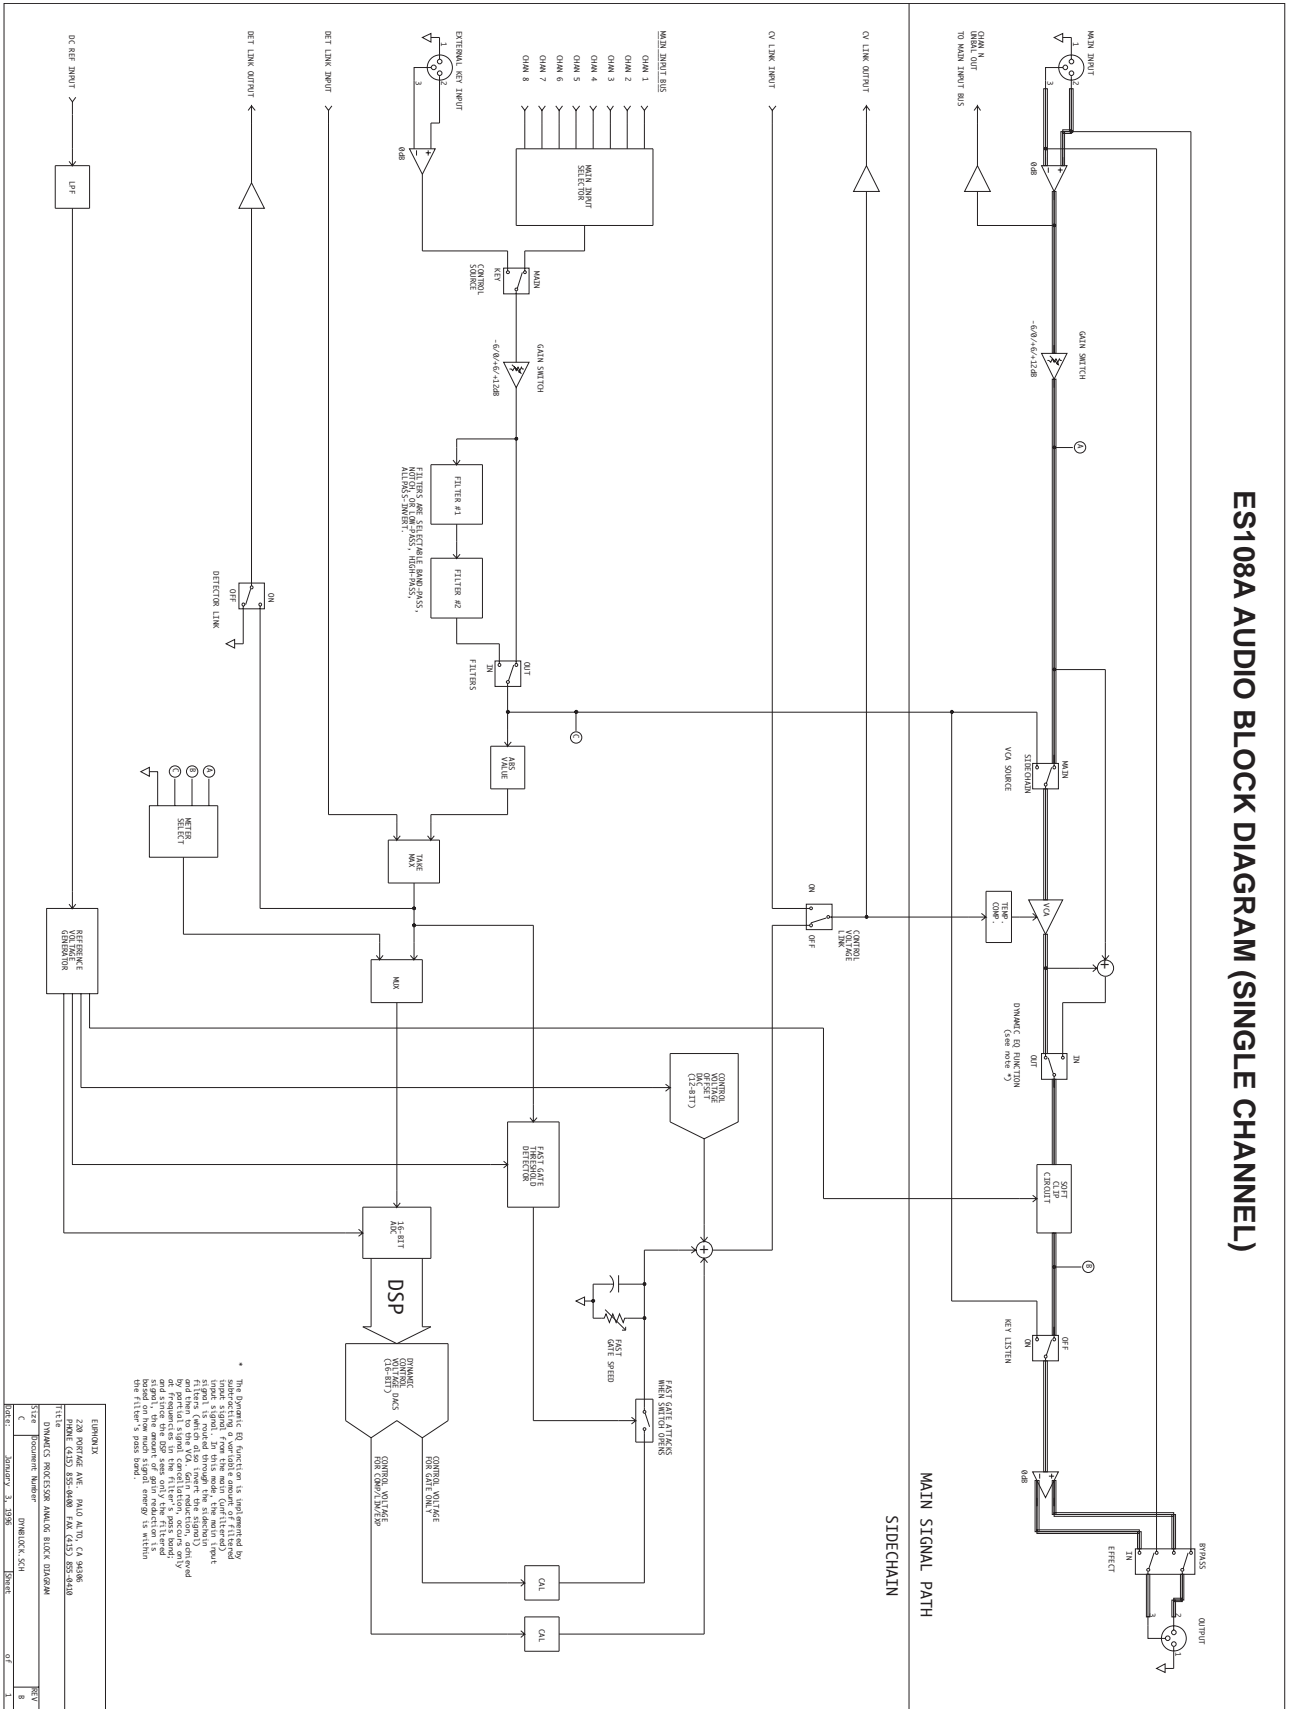 ES108A AUDIO BLOCK DIAGRAM (SINGLE CHANNEL)
MAIN INPUT
1
2
3
CHAN N
UNBAL OUT
TO MAIN INPUT BUS
+
-
0dB
GAIN SWITCH
-6/0/+6/+12dB
A
MAIN
SIDECHAIN
VCA SOURCE
VCA
+
IN
OUT
DYNAMIC EQ FUNCTION
(see note *)
SOFT
CLIP
CIRCUIT
B
OFF
ON
KEY LISTEN
+
-
0dB
BYPASS
IN
EFFECT
OUTPUT
1
2
3
MAIN SIGNAL PATH
SIDECHAIN
CV LINK OUTPUT
CV LINK INPUT
TEMP.
COMP.
CONTROL
VOLTAGE
LINK
ON
OFF
MAIN INPUT BUS
CHAN 1
CHAN 2
CHAN 3
CHAN 4
CHAN 5
CHAN 6
CHAN 7
CHAN 8
MAIN INPUT
SELECTOR
EXTERNAL KEY INPUT
1
2
3
+
-
0dB
MAIN
KEY
CONTROL
SOURCE
GAIN SWITCH
-6/0/+6/+12dB
FILTER #1
FILTER #2
FILTERS ARE SELECTABLE BAND-PASS,
NOTCH, OR LOW-PASS, HIGH-PASS,
ALLPASS-INVERT.
OUT
IN
FILTERS
C
ABS
VALUE
DET LINK INPUT
TAKE
MAX
DET LINK OUTPUT
ON
OFF
DETECTOR LINK
A
B
C
METER
SELECT
MUX
DC REF INPUT
LPF
REFERENCE
VOLTAGE
GENERATOR
CONTROL
VOLTAGE
OFFSET
DAC
(12-BIT)
FAST GATE
THRESHOLD
DETECTOR
16-BIT
ADC
DSP
+
FAST
GATE SPEED
FAST GATE ATTACKS
WHEN SWITCH OPENS
DYNAMIC
CONTROL
VOLTAGE DACS
(16-BIT)
CONTROL VOLTAGE
FOR GATE ONLY
CONTROL VOLTAGE
FOR COMP/LIM/EXP
CAL
CAL
* The Dynamic EQ function is implemented by
subtracting a variable amount of filtered
input signal from the main (unfiltered)
input signal. In this mode, the main input
signal is routed through the sidechain
filters (which also invert the signal)
and then to the VCA. Gain reduction, achieved
by partial signal cancellation, occurs only
at frequencies in the filter's pass band;
and since the DSP sees only the filtered
signal, the amount of gain reduction is
based on how much signal energy is within
the filter's pass band.
EUPHONIX
220 PORTAGE AVE. PALO ALTO, CA 94306
PHONE (415) 855-0400 FAX (415) 855-0410
Title
DYNAMICS PROCESSOR ANALOG BLOCK DIAGRAM
Size Document Number REV
C DYNBLOCK.SCH B
Date: January 3, 1996 Sheet of 1